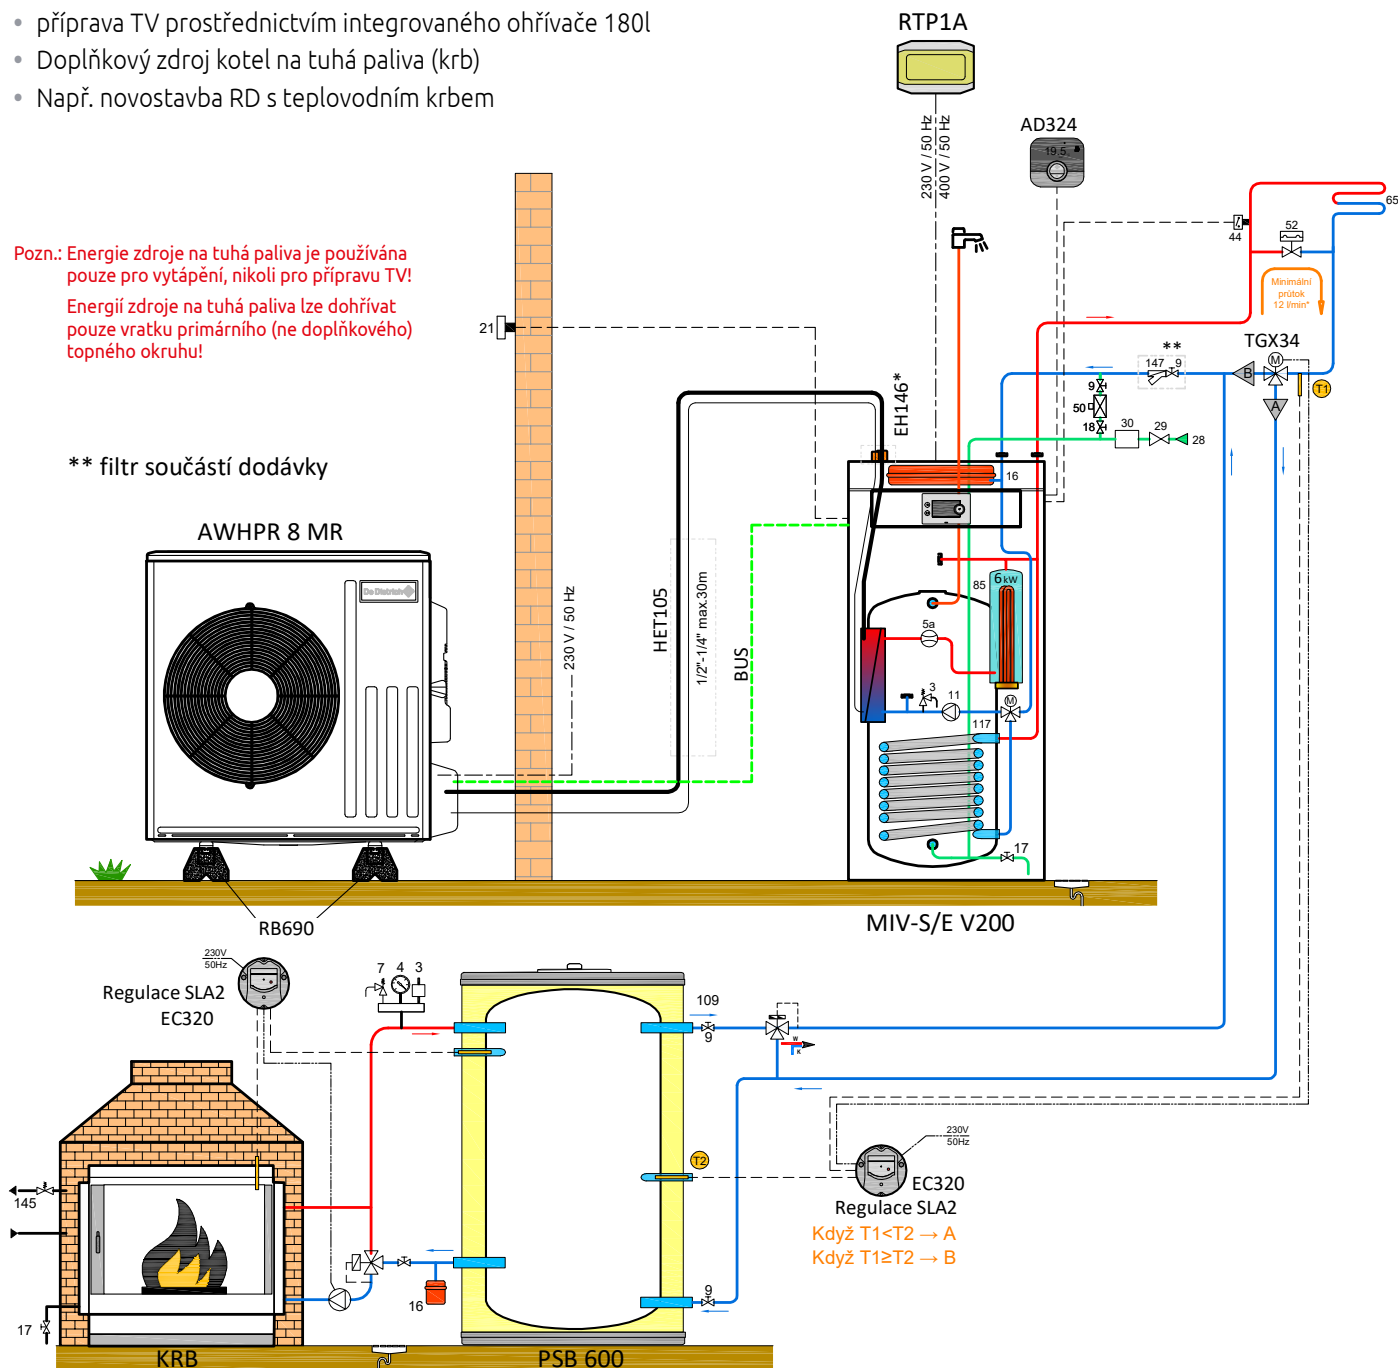 • příprava TV prostřednictvím integrovaného ohřívače 180l
• Doplňkový zdroj kotel na tuhá paliva (krb)
• Např. novostavba RD s teplovodním krbem
RTP1A
230 V / 50 Hz
400 V / 50 Hz
AD324
19.5
Pozn.: Energie zdroje na tuhá paliva je používána
pouze pro vytápění, nikoli pro přípravu TV!
Energií zdroje na tuhá paliva lze dohřívat
pouze vratku primárního (ne doplňkového)
topného okruhu!
65
44
52
Minimální
průtok
12 l/min*
21
TGX34
**
147
9
B
M
A
T1
EH146*
9
50
18
30
29
28
** filtr součástí dodávky
16
AWHPR 8 MR
De Dietrich
230 V / 50 Hz
HET105
1/2"-1/4" max.30m
BUS
85
6 kW
5a
3
11
M
117
17
RB690
MIV-S/E V200
230V
50Hz
Regulace SLA2
EC320
7
4
3
109
9
W
K
T2
230V
50Hz
EC320
Regulace SLA2
Když T1<T2 → A
Když T1≥T2 → B
145
9
16
17
KRB
PSB 600